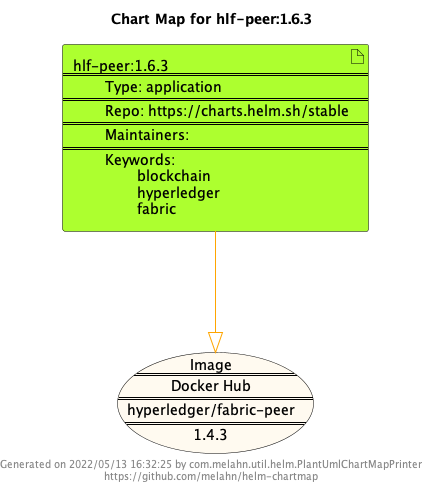 Chart Map for hlf-peer:1.6.3
hlf-peer:1.6.3
Type: application
Repo: https://charts.helm.sh/stable
Maintainers:
Keywords:
blockchain
hyperledger
fabric
Image
Docker Hub
hyperledger/fabric-peer
1.4.3
Generated on 2022/05/13 16:32:25 by com.melahn.util.helm.PlantUmlChartMapPrinter
https://github.com/melahn/helm-chartmap